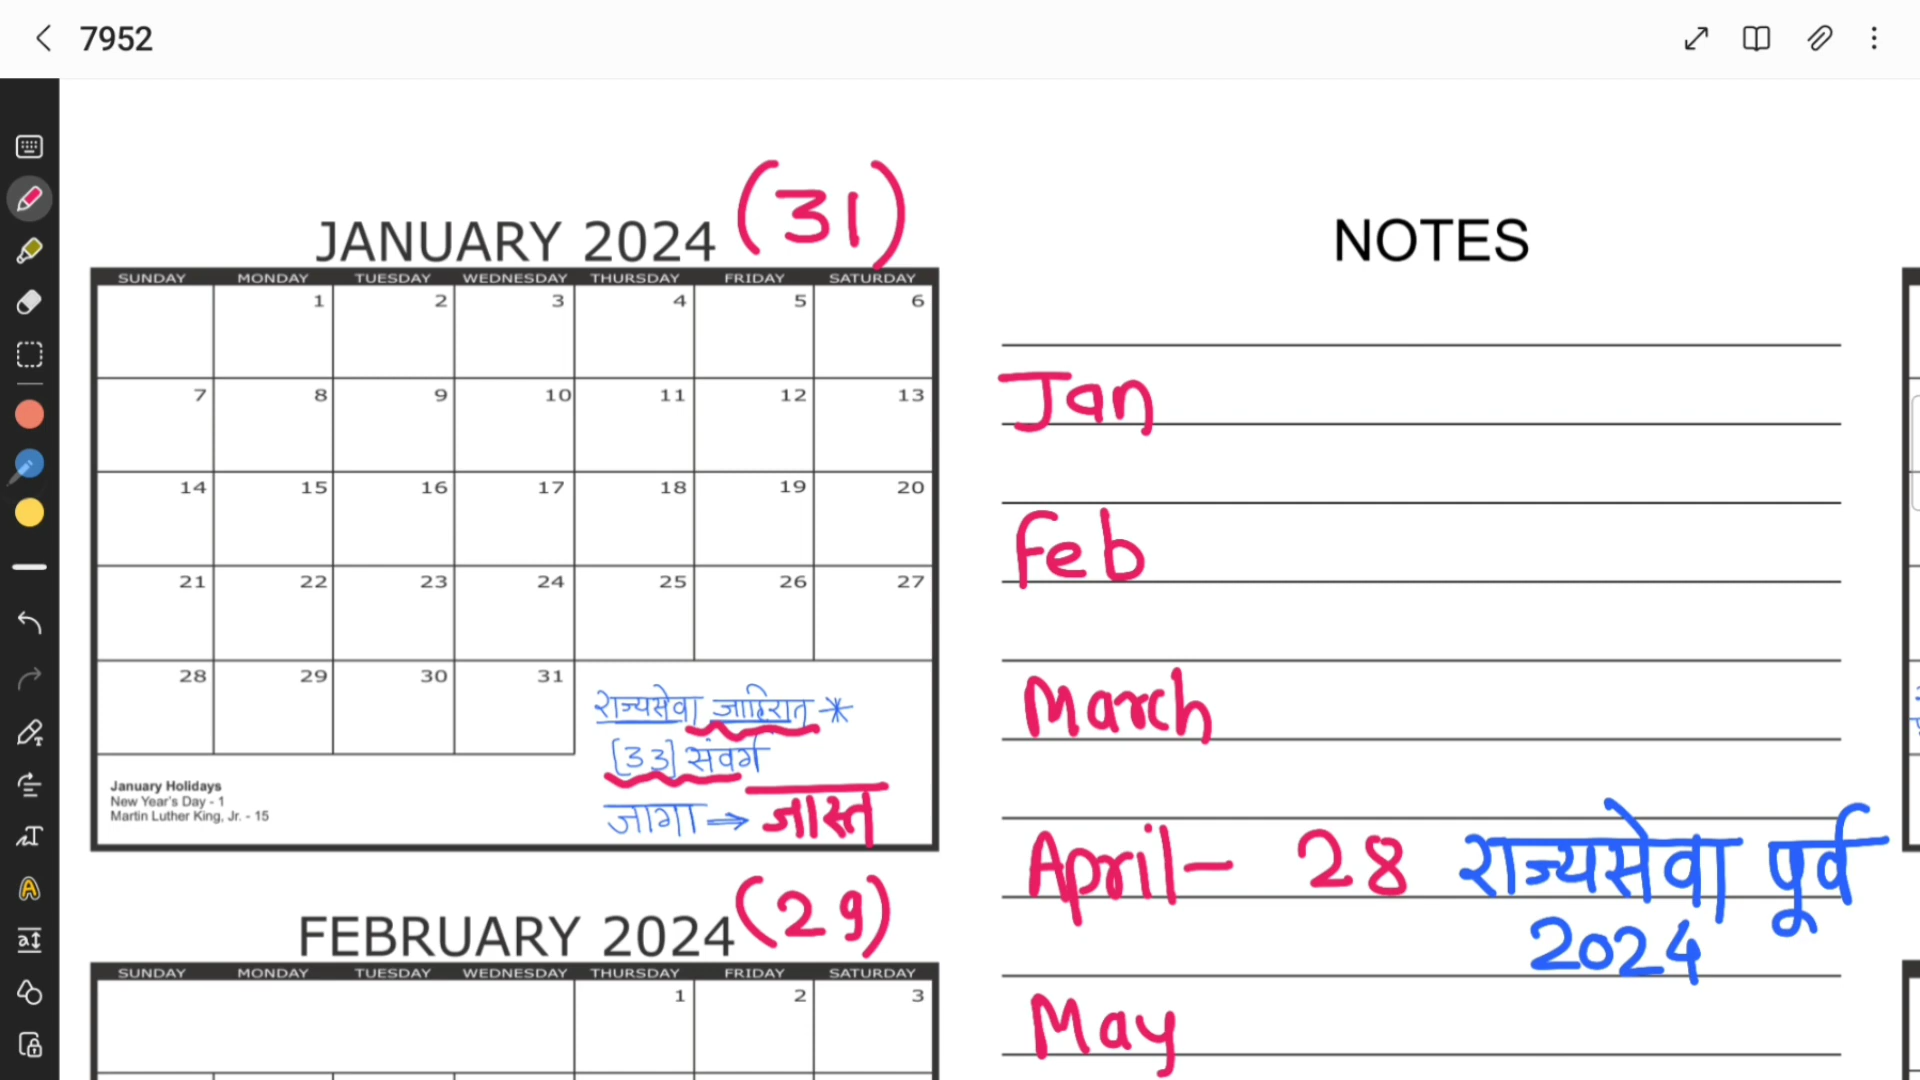 7952
JANUARY 2024 (31)
SUNDAY MONDAY TUESDAY WEDNESDAY THURSDAY FRIDAY SATURDAY
1 2 3 4 5 6
7 8 9 10 11 12 13
14 15 16 17 18 19 20
21 22 23 24 25 26 27
28 29 30 31
राज्यसेवा जाहिरात *
[33] संवर्ग
जागा → जास्त
January Holidays
New Year's Day - 1
Martin Luther King, Jr. - 15
FEBRUARY 2024 (29)
SUNDAY MONDAY TUESDAY WEDNESDAY THURSDAY FRIDAY SATURDAY
1 2 3
NOTES
Jan
Feb
March
April - 28 राज्यसेवा पूर्व
2024
May